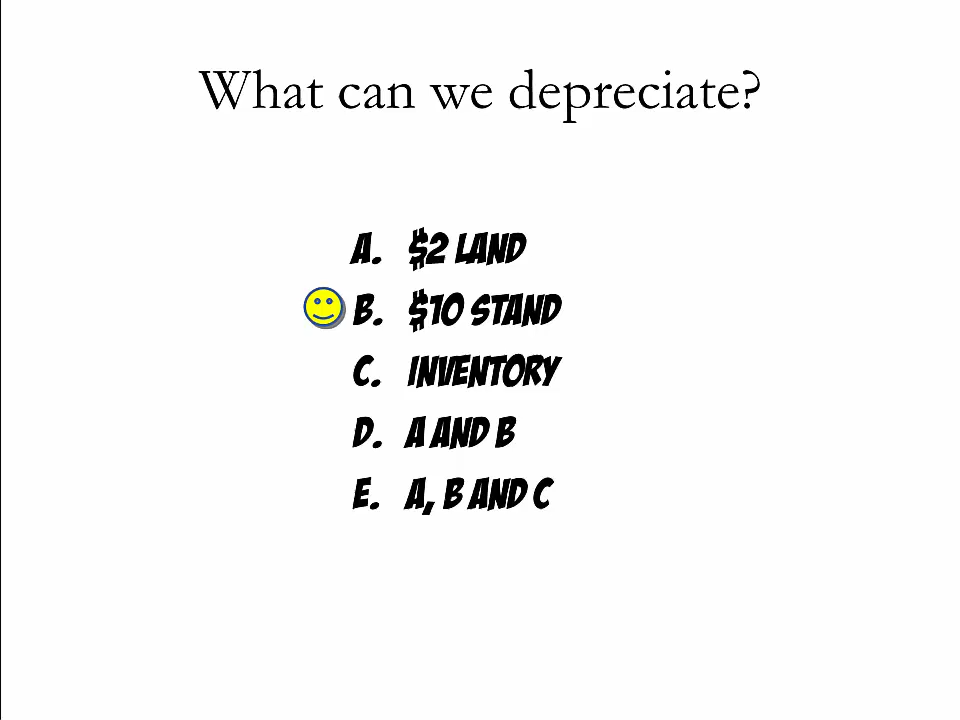 What can we depreciate?
A. $2 LAND
B. $10 STAND
C. INVENTORY
D. A AND B
E. A, B AND C